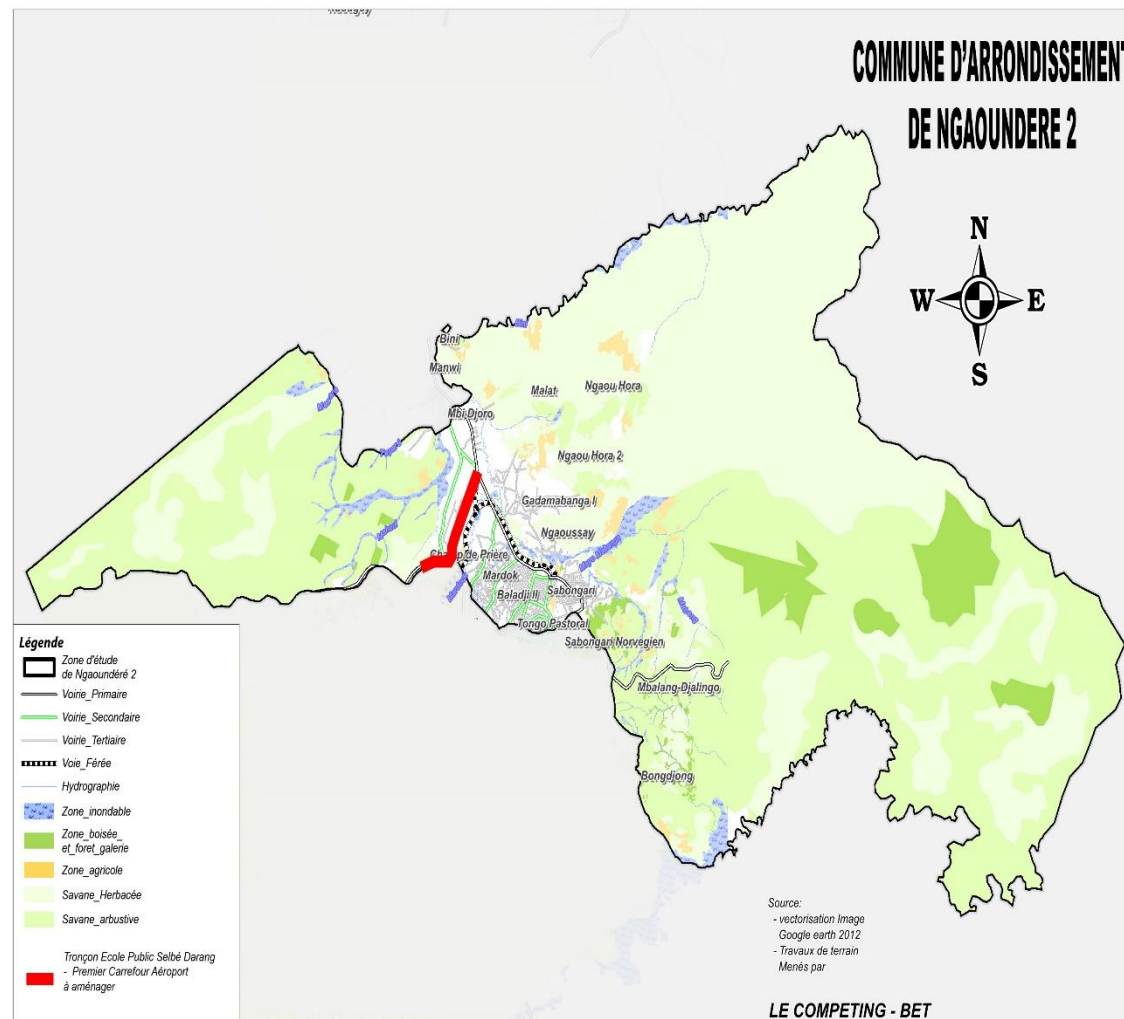 COMMUNE D'ARRONDISSEMENT
DE NGAOUNDERE 2
N
W E
S
Bini
Manwi
Malat
Ngaou Hora
Mbi Djoro
Ngaou Hora 2
Gadamabanga I
Ngaoussay
Champ de Prière
Mardok
Baladji II
Sabongari
Tongo Pastoral
Sabongari Norvegien
Mbalang-Djalingo
Bongdjong
Légende
Zone d'étude
de Ngaoundéré 2
Voirie_Primaire
Voirie_Secondaire
Voirie_Tertiaire
Voie_Férée
Hydrographie
Zone_inondable
Zone_boisée_
et_foret_galerie
Zone_agricole
Savane_Herbacée
Savane_arbustive
Tronçon Ecole Public Selbé Darang
- Premier Carrefour Aéroport
à aménager
Source:
- vectorisation Image
Google earth 2012
- Travaux de terrain
Menés par
LE COMPETING - BET